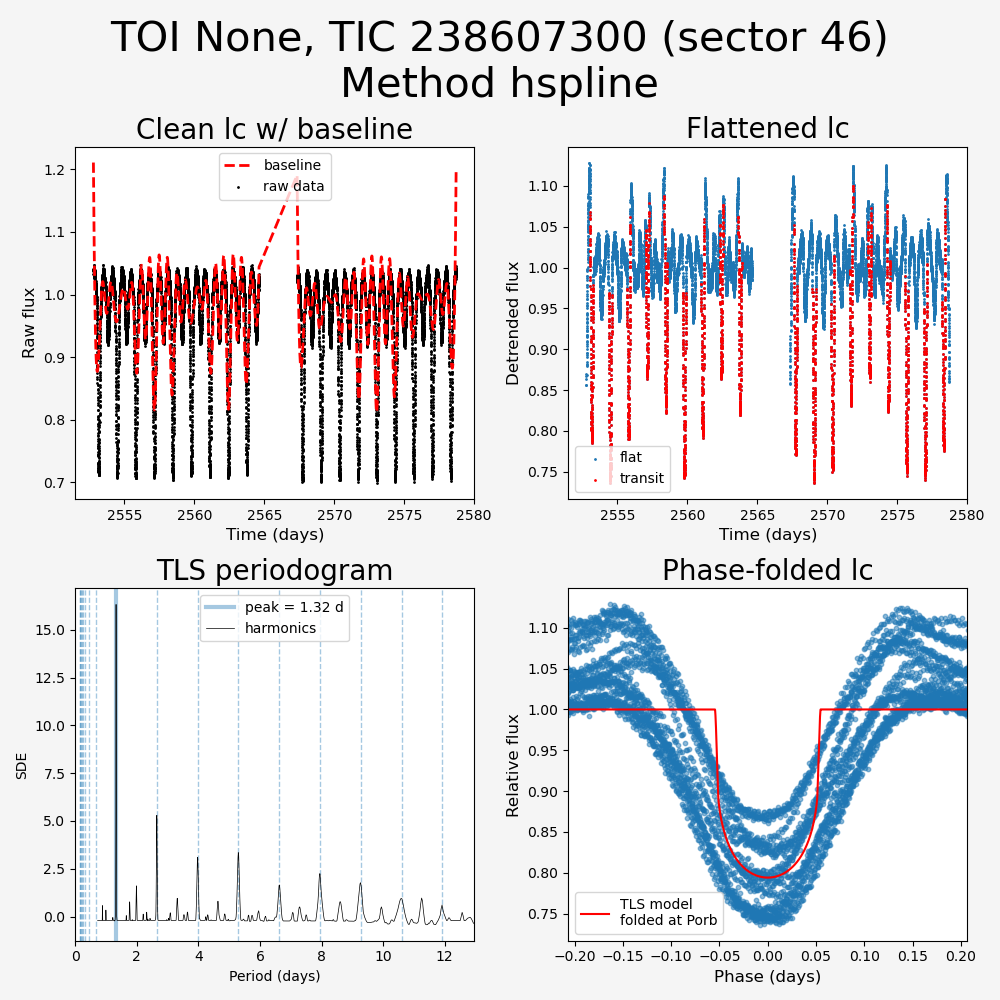 TOI None, TIC 238607300 (sector 46)
Method hspline
Clean lc w/ baseline
Flattened lc
baseline
raw data
1.2
1.1
1.0
0.9
0.8
0.7
Raw flux
2555 2560 2565 2570 2575 2580
Time (days)
1.10
1.05
1.00
0.95
0.90
0.85
0.80
0.75
Detrended flux
flat
transit
2555 2560 2565 2570 2575 2580
Time (days)
TLS periodogram
Phase-folded lc
peak = 1.32 d
harmonics
15.0
12.5
10.0
7.5
5.0
2.5
0.0
SDE
0 2 4 6 8 10 12
Period (days)
1.10
1.05
1.00
0.95
0.90
0.85
0.80
0.75
Relative flux
TLS model
folded at Porb
−0.20 −0.15 −0.10 −0.05 0.00 0.05 0.10 0.15 0.20
Phase (days)